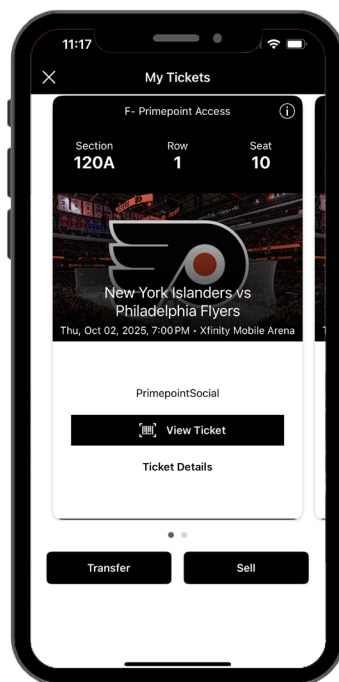 11:17
My Tickets
F- Primepoint Access
Section Row Seat
120A 1 10
New York Islanders vs
Philadelphia Flyers
Thu, Oct 02, 2025, 7:00 PM • Xfinity Mobile Arena
PrimepointSocial
View Ticket
Ticket Details
Transfer Sell